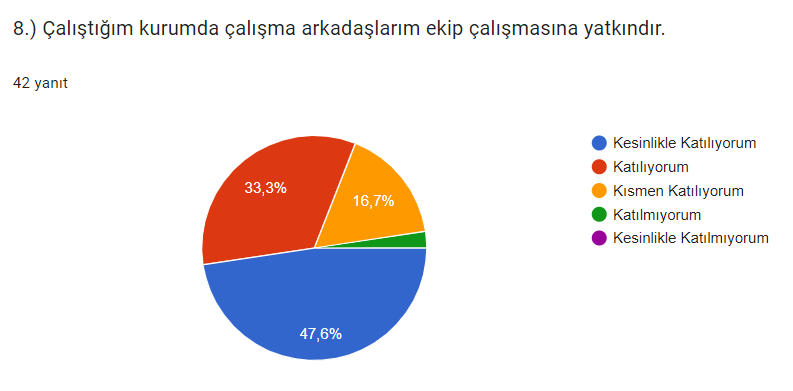 8.) Çalıştığım kurumda çalışma arkadaşlarım ekip çalışmasına yatkındır.
42 yanıt
Kesinlikle Katılıyorum
Katılıyorum
Kısmen Katılıyorum
Katılmıyorum
Kesinlikle Katılmıyorum
33,3%
16,7%
47,6%